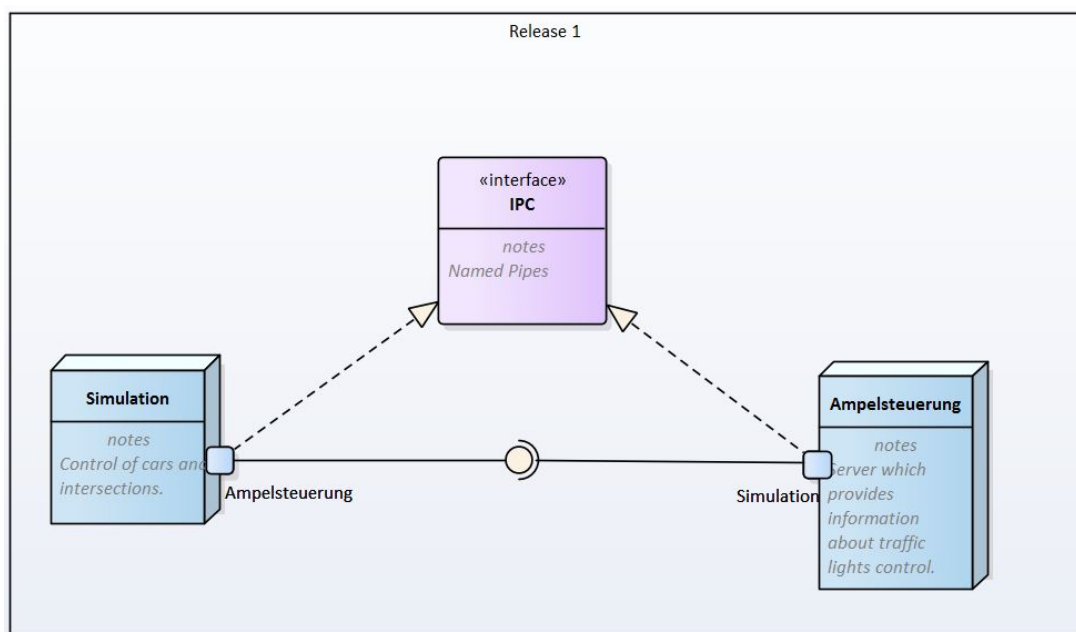 Release 1
«interface»
IPC
notes
Named Pipes
Simulation
notes
Control of cars and
intersections.
Ampelsteuerung
Ampelsteuerung
notes
Server which
provides
information
about traffic
lights control.
Simulation